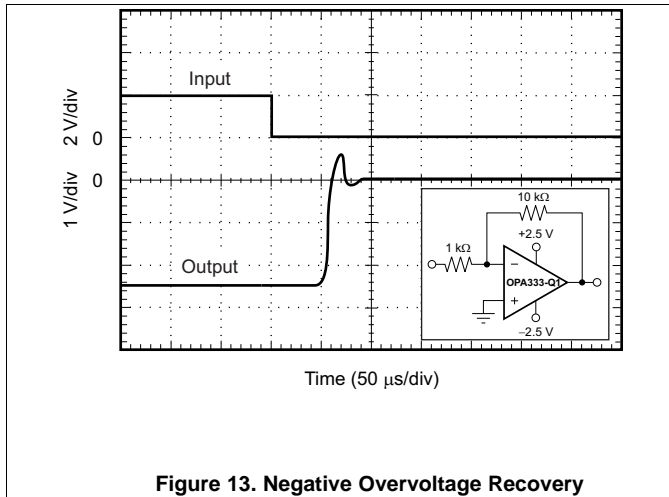 Input
2 V/div
0
0
1 V/div
Output
10 kΩ
+2.5 V
1 kΩ
−
OPA333-Q1
+
−2.5 V
Time (50 μs/div)
Figure 13. Negative Overvoltage Recovery